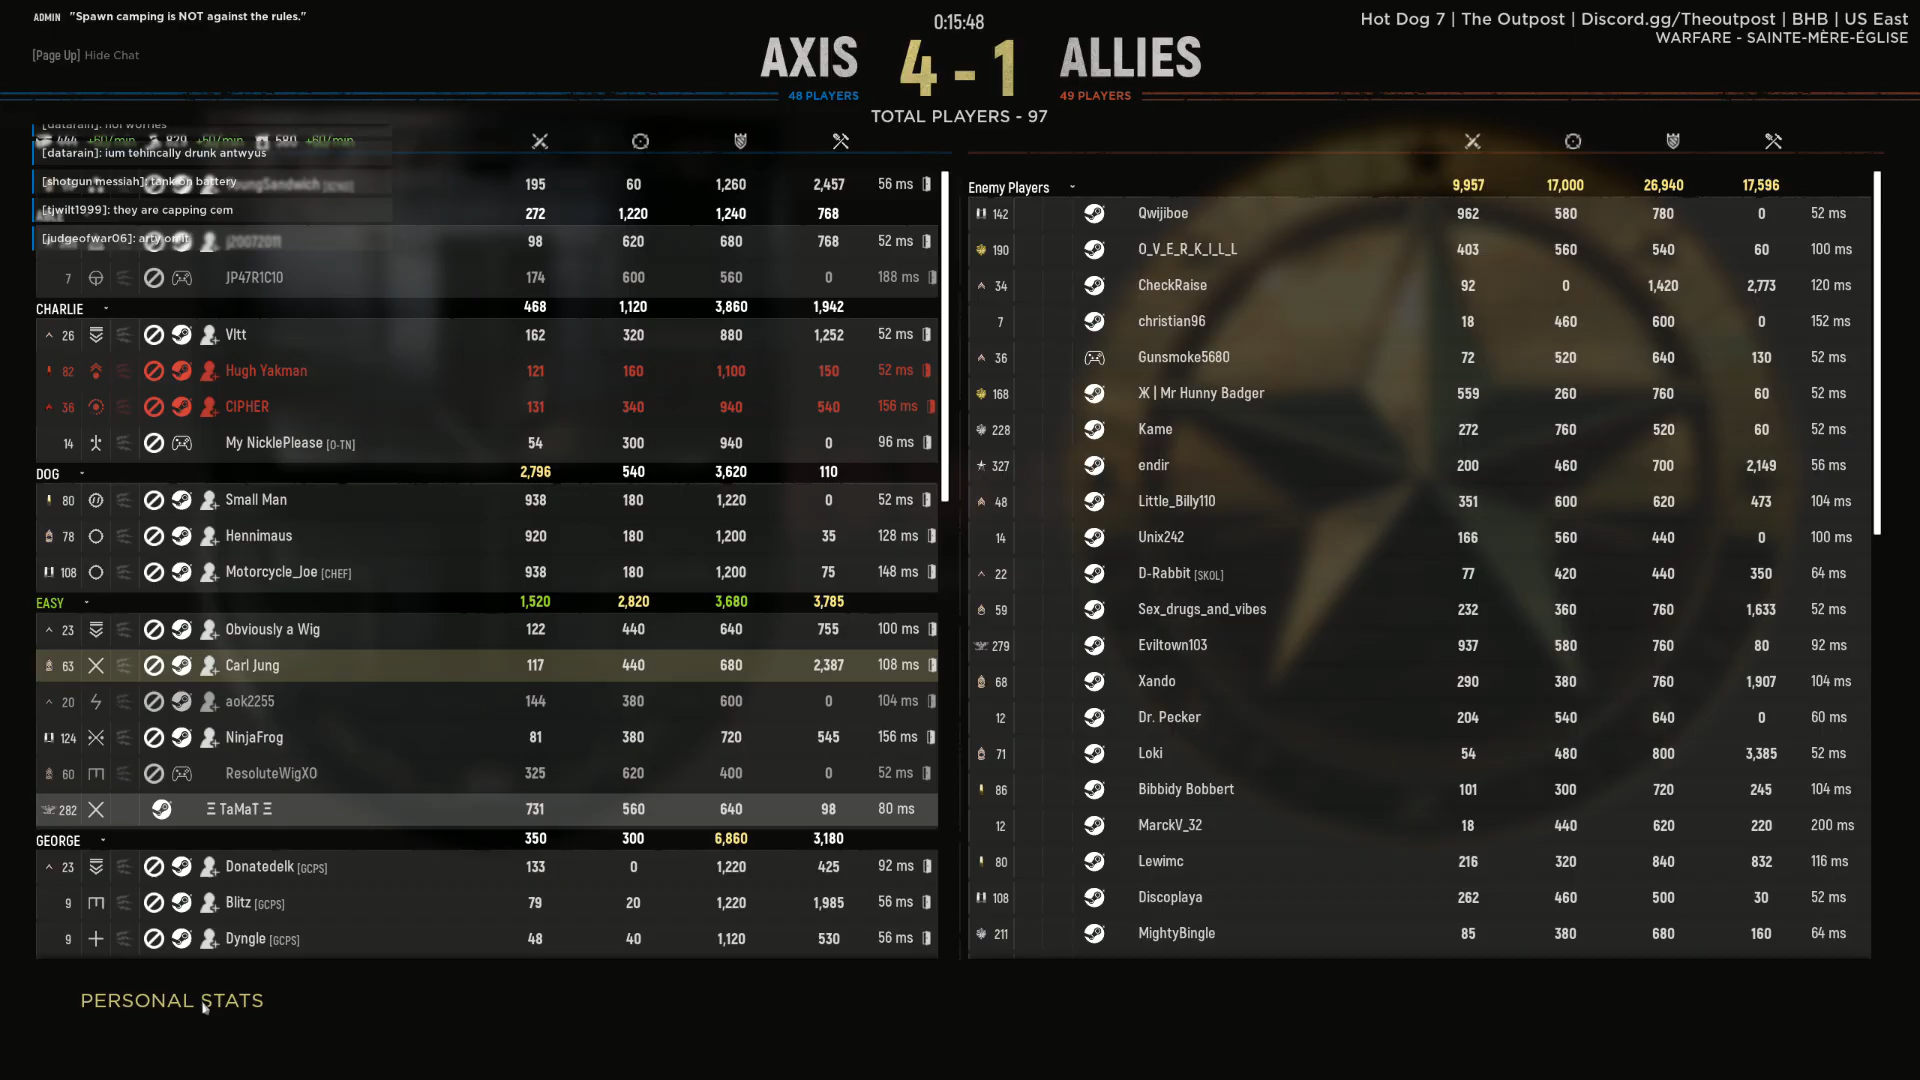 ADMIN "Spawn camping is NOT against the rules."
[Page Up] Hide Chat
0:15:48
AXIS 4 - 1 ALLIES
48 PLAYERS 49 PLAYERS
TOTAL PLAYERS - 97
Hot Dog 7 | The Outpost | Discord.gg/Theoutpost | BHB | US East
WARFARE - SAINTE-MÈRE-ÉGLISE
[datarain]: no worries
444 +60/min 829 +60/min 580 +60/min
[datarain]: ium tehincally drunk antwyus
[shotgun messiah]: tank on battery
195 60 1,260 2,457 56 ms
[tjwilt1999]: they are capping cem
272 1,220 1,240 768
[judgeofwar06]: arty on it
j20072011 98 620 680 768 52 ms
7 JP47R1C10 174 600 560 0 188 ms
CHARLIE 468 1,120 3,860 1,942
26 Vltt 162 320 880 1,252 52 ms
82 Hugh Yakman 121 160 1,100 150 52 ms
36 CIPHER 131 340 940 540 156 ms
14 My NicklePlease [O-TN] 54 300 940 0 96 ms
DOG 2,796 540 3,620 110
80 Small Man 938 180 1,220 0 52 ms
78 Hennimaus 920 180 1,200 35 128 ms
108 Motorcycle_Joe [CHEF] 938 180 1,200 75 148 ms
EASY 1,520 2,820 3,680 3,785
23 Obviously a Wig 122 440 640 755 100 ms
63 Carl Jung 117 440 680 2,387 108 ms
20 aok2255 144 380 600 0 104 ms
124 NinjaFrog 81 380 720 545 156 ms
60 ResoluteWigXO 325 620 400 0 52 ms
282 Ξ TaMaT Ξ 731 560 640 98 80 ms
GEORGE 350 300 6,860 3,180
23 Donatedelk [GCPS] 133 0 1,220 425 92 ms
9 Blitz [GCPS] 79 20 1,220 1,985 56 ms
9 Dyngle [GCPS] 48 40 1,120 530 56 ms
Enemy Players 9,957 17,000 26,940 17,596
142 Qwijiboe 962 580 780 0 52 ms
190 O_V_E_R_K_I_L_L 403 560 540 60 100 ms
34 CheckRaise 92 0 1,420 2,773 120 ms
7 christian96 18 460 600 0 152 ms
36 Gunsmoke5680 72 520 640 130 52 ms
168 Ж | Mr Hunny Badger 559 260 760 60 52 ms
228 Kame 272 760 520 60 52 ms
327 endir 200 460 700 2,149 56 ms
48 Little_Billy110 351 600 620 473 104 ms
14 Unix242 166 560 440 0 100 ms
22 D-Rabbit [SKOL] 77 420 440 350 64 ms
59 Sex_drugs_and_vibes 232 360 760 1,633 52 ms
279 Eviltown103 937 580 760 80 92 ms
68 Xando 290 380 760 1,907 104 ms
12 Dr. Pecker 204 540 640 0 60 ms
71 Loki 54 480 800 3,385 52 ms
86 Bibbidy Bobbert 101 300 720 245 104 ms
12 MarckV_32 18 440 620 220 200 ms
80 Lewimc 216 320 840 832 116 ms
108 Discoplaya 262 460 500 30 52 ms
211 MightyBingle 85 380 680 160 64 ms
PERSONAL STATS